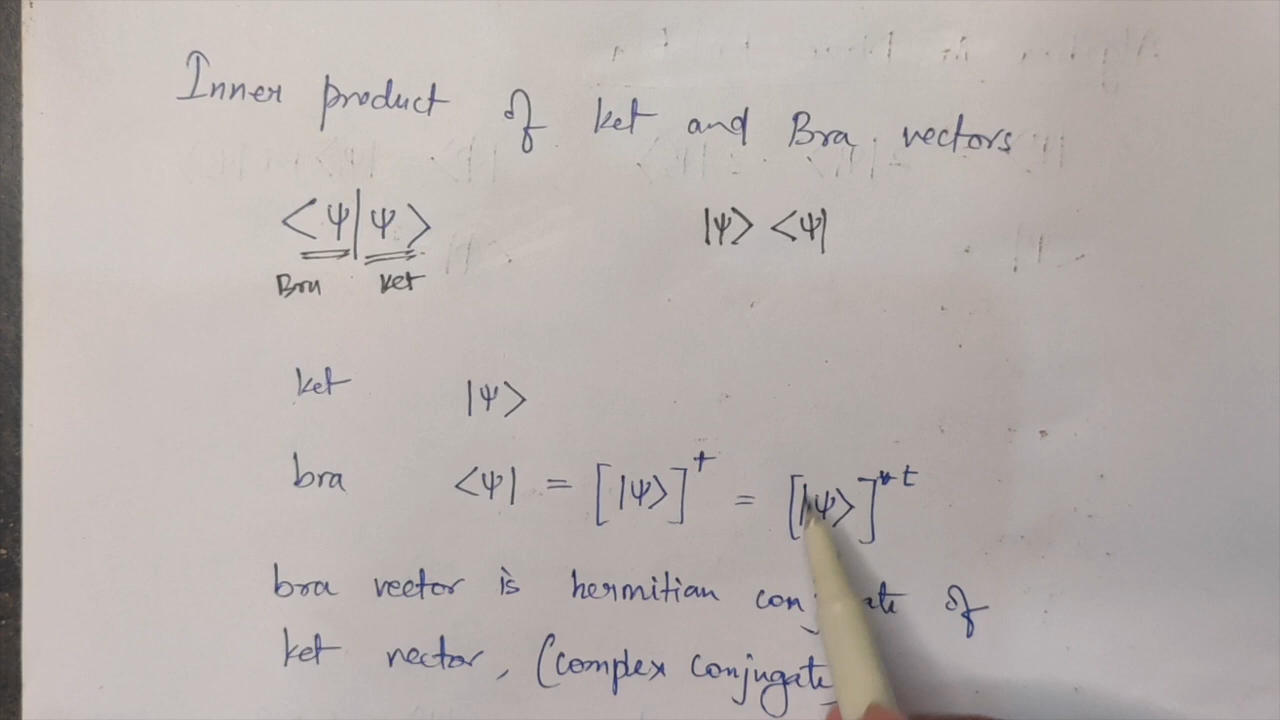 Inner product of ket and Bra vectors
<ψ|ψ> |ψ> <ψ|
Bra ket
ket |ψ>
bra <ψ| = [|ψ>]† = [|ψ>]*t
bra vector is hermitian of
ket vector, (complex conjugate